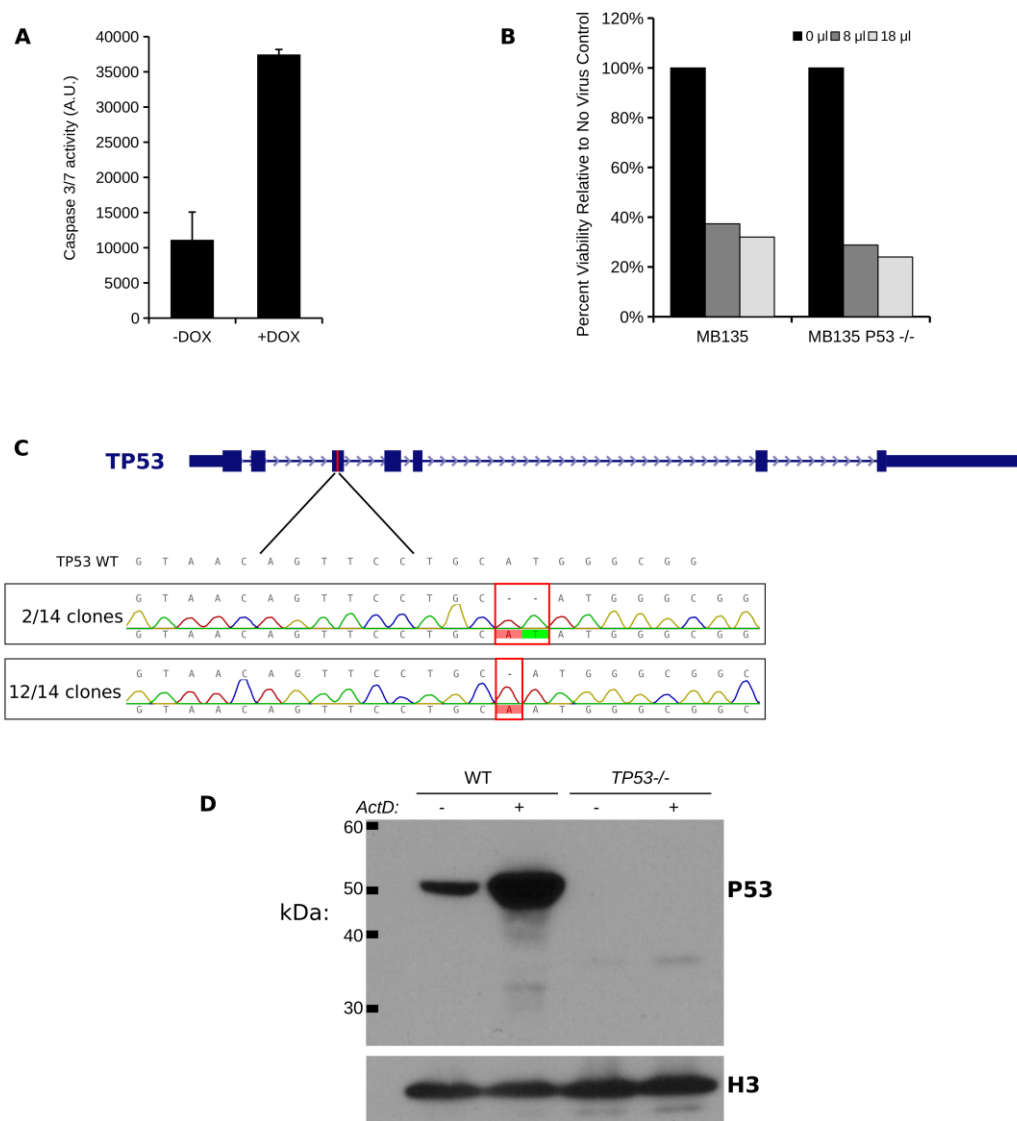 A
Caspase 3/7 activity (A.U.)
40000
35000
30000
25000
20000
15000
10000
5000
0
-DOX +DOX
B
Percent Viability Relative to No Virus Control
120%
100%
80%
60%
40%
20%
0%
0 µl 8 µl 18 µl
MB135 MB135 P53 -/-
C
TP53
TP53 WT G T A A C A G T T C C T G C A T G G G C G G
G T A A C A G T T C C T G C - - A T G G G C G G
2/14 clones
G T A A C A G T T C C T G C A T A T G G G C G G
G T A A C A G T T C C T G C - A T G G G C G G C
12/14 clones
G T A A C A G T T C C T G C A A T G G G C G G C
D
WT TP53-/-
ActD: - + - +
60
50
kDa:
40
30
P53
H3